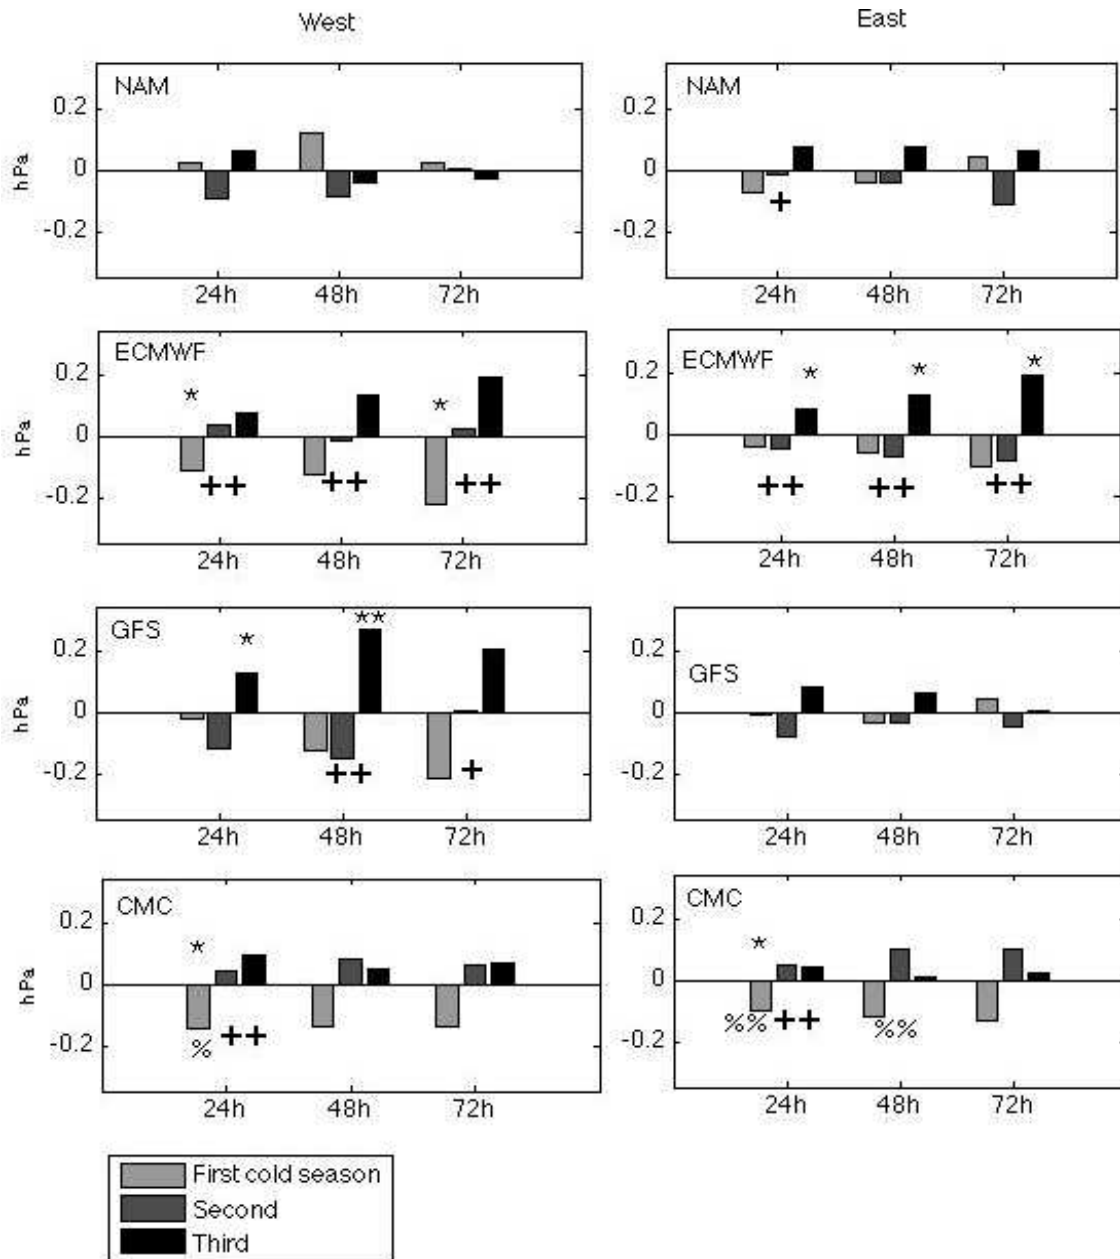 West East
NAM NAM
0.2 0.2
hPa 0 0
-0.2 + -0.2
24h 48h 72h 24h 48h 72h
ECMWF ECMWF
0.2 * * 0.2 * * *
hPa 0 0
-0.2 ++ ++ ++ -0.2 ++ ++ ++
24h 48h 72h 24h 48h 72h
GFS * ** GFS
0.2 0.2
hPa 0 0
-0.2 ++ + -0.2
24h 48h 72h 24h 48h 72h
CMC CMC
0.2 * 0.2 *
hPa 0 0
-0.2 % ++ -0.2 %% ++ %%
24h 48h 72h 24h 48h 72h
First cold season
Second
Third